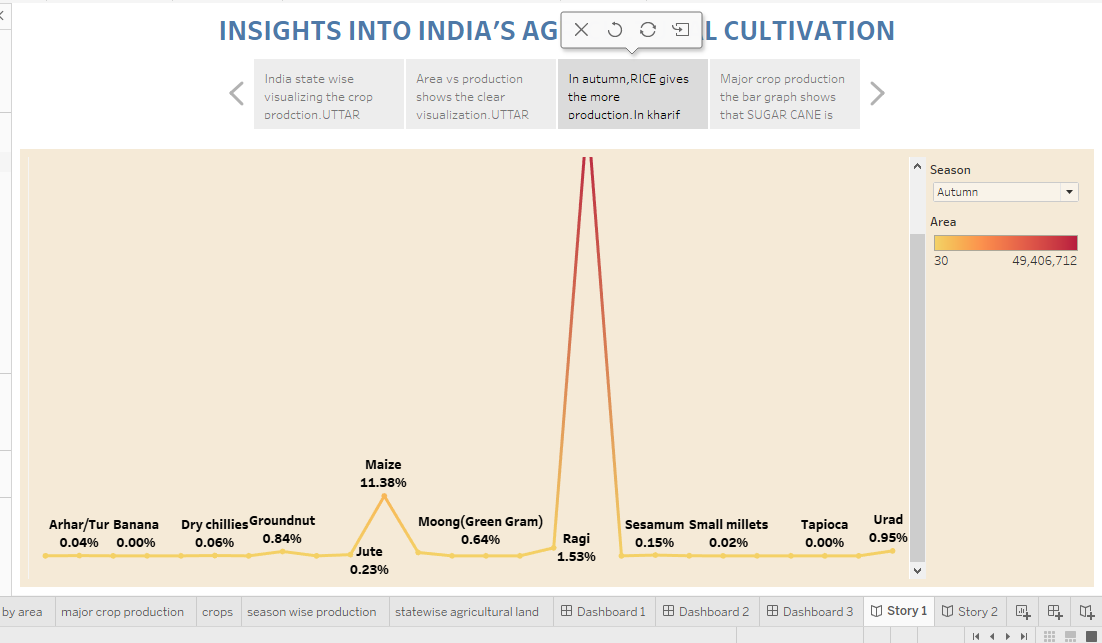 INSIGHTS INTO INDIA'S AG L CULTIVATION
India state wise
visualizing the crop
prodction.UTTAR
Area vs production
shows the clear
visualization.UTTAR
In autumn,RICE gives
the more
production.In kharif
Major crop production
the bar graph shows
that SUGAR CANE is
Season
Autumn
Area
30 49,406,712
Maize
11.38%
Arhar/Tur
0.04%
Banana
0.00%
Dry chillies
0.06%
Groundnut
0.84%
Jute
0.23%
Moong(Green Gram)
0.64%
Ragi
1.53%
Sesamum
0.15%
Small millets
0.02%
Tapioca
0.00%
Urad
0.95%
by area major crop production crops season wise production statewise agricultural land Dashboard 1 Dashboard 2 Dashboard 3 Story 1 Story 2